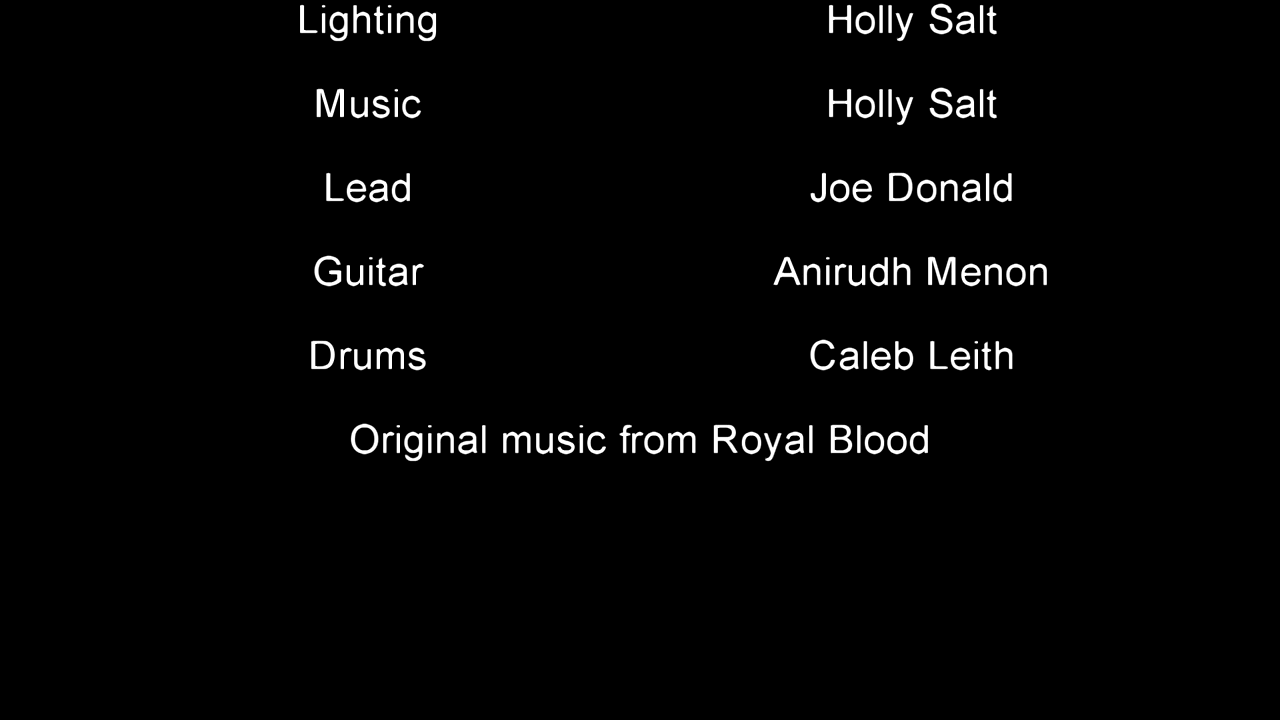 Lighting Holly Salt
Music Holly Salt
Lead Joe Donald
Guitar Anirudh Menon
Drums Caleb Leith
Original music from Royal Blood